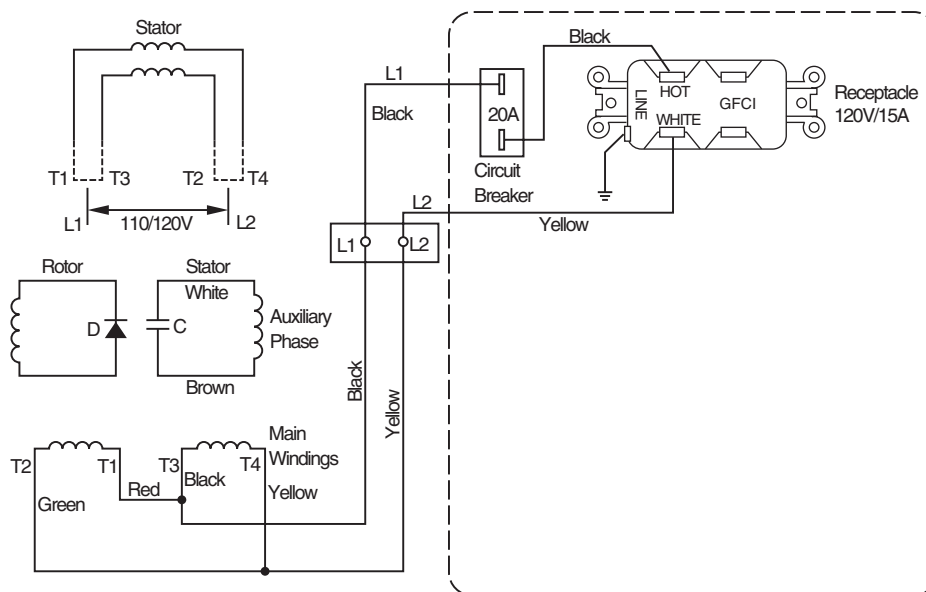 Stator
T1
T3
T2
T4
L1
110/120V
L2
L1
Black
20A
Circuit
Breaker
Black
HOT
LINE
WHITE
GFCI
Receptacle
120V/15A
L2
Yellow
L1
L2
Rotor
D
Stator
White
C
Auxiliary
Phase
Brown
Black
Yellow
T2
T1
T3
T4
Main
Windings
Green
Red
Black
Yellow